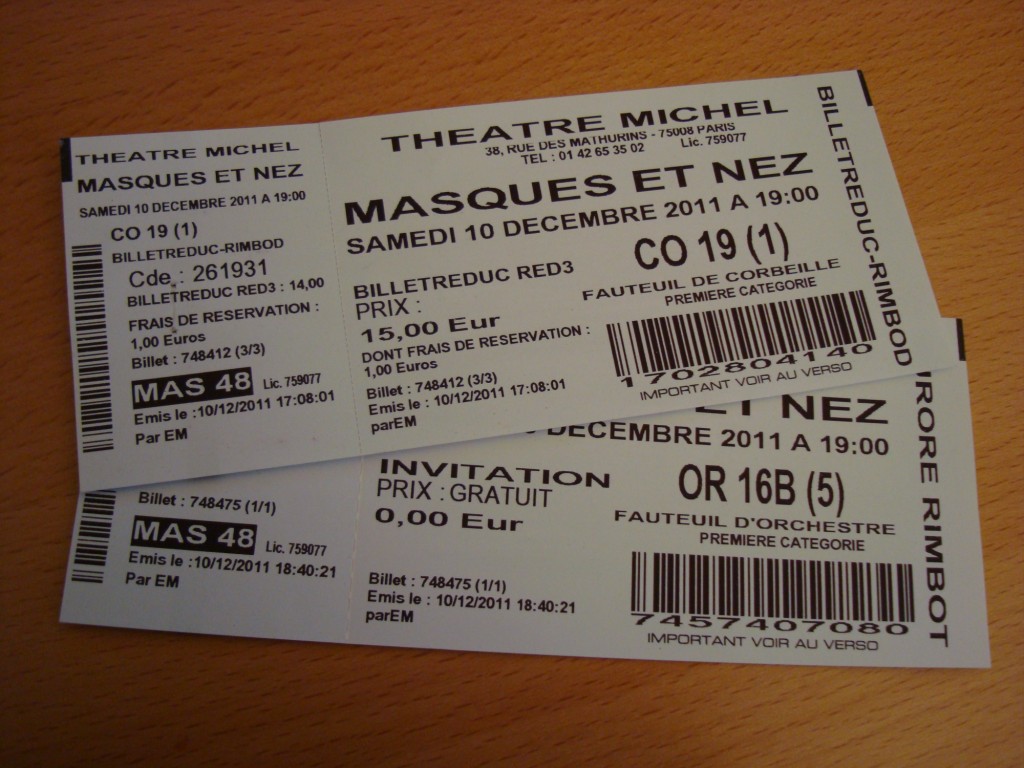 THEATRE MICHEL
MASQUES ET NEZ
SAMEDI 10 DECEMBRE 2011 A 19:00
CO 19 (1)
BILLETREDUC-RIMBOD
Cde : 261931
BILLETREDUC RED3 : 14,00
FRAIS DE RESERVATION :
1,00 Euros
Billet : 748412 (3/3)
MAS 48 Lic. 759077
Emis le :10/12/2011 17:08:01
Par EM
THEATRE MICHEL
38, RUE DES MATHURINS - 75008 PARIS
TEL : 01 42 65 35 02 Lic. 759077
MASQUES ET NEZ
SAMEDI 10 DECEMBRE 2011 A 19:00
CO 19 (1)
BILLETREDUC RED3
FAUTEUIL DE CORBEILLE
PRIX :
PREMIERE CATEGORIE
15,00 Eur
DONT FRAIS DE RESERVATION :
1,00 Euros
Billet : 748412 (3/3)
Emis le : 10/12/2011 17:08:01
parEM
1702804140
IMPORTANT VOIR AU VERSO
BILLETREDUC-RIMBOD
Billet : 748475 (1/1)
MAS 48 Lic. 759077
Emis le :10/12/2011 18:40:21
Par EM
ET NEZ
DECEMBRE 2011 A 19:00
INVITATION
PRIX : GRATUIT
0,00 Eur
OR 16B (5)
FAUTEUIL D'ORCHESTRE
PREMIERE CATEGORIE
Billet : 748475 (1/1)
Emis le : 10/12/2011 18:40:21
parEM
7457407080
IMPORTANT VOIR AU VERSO
RIMBOT